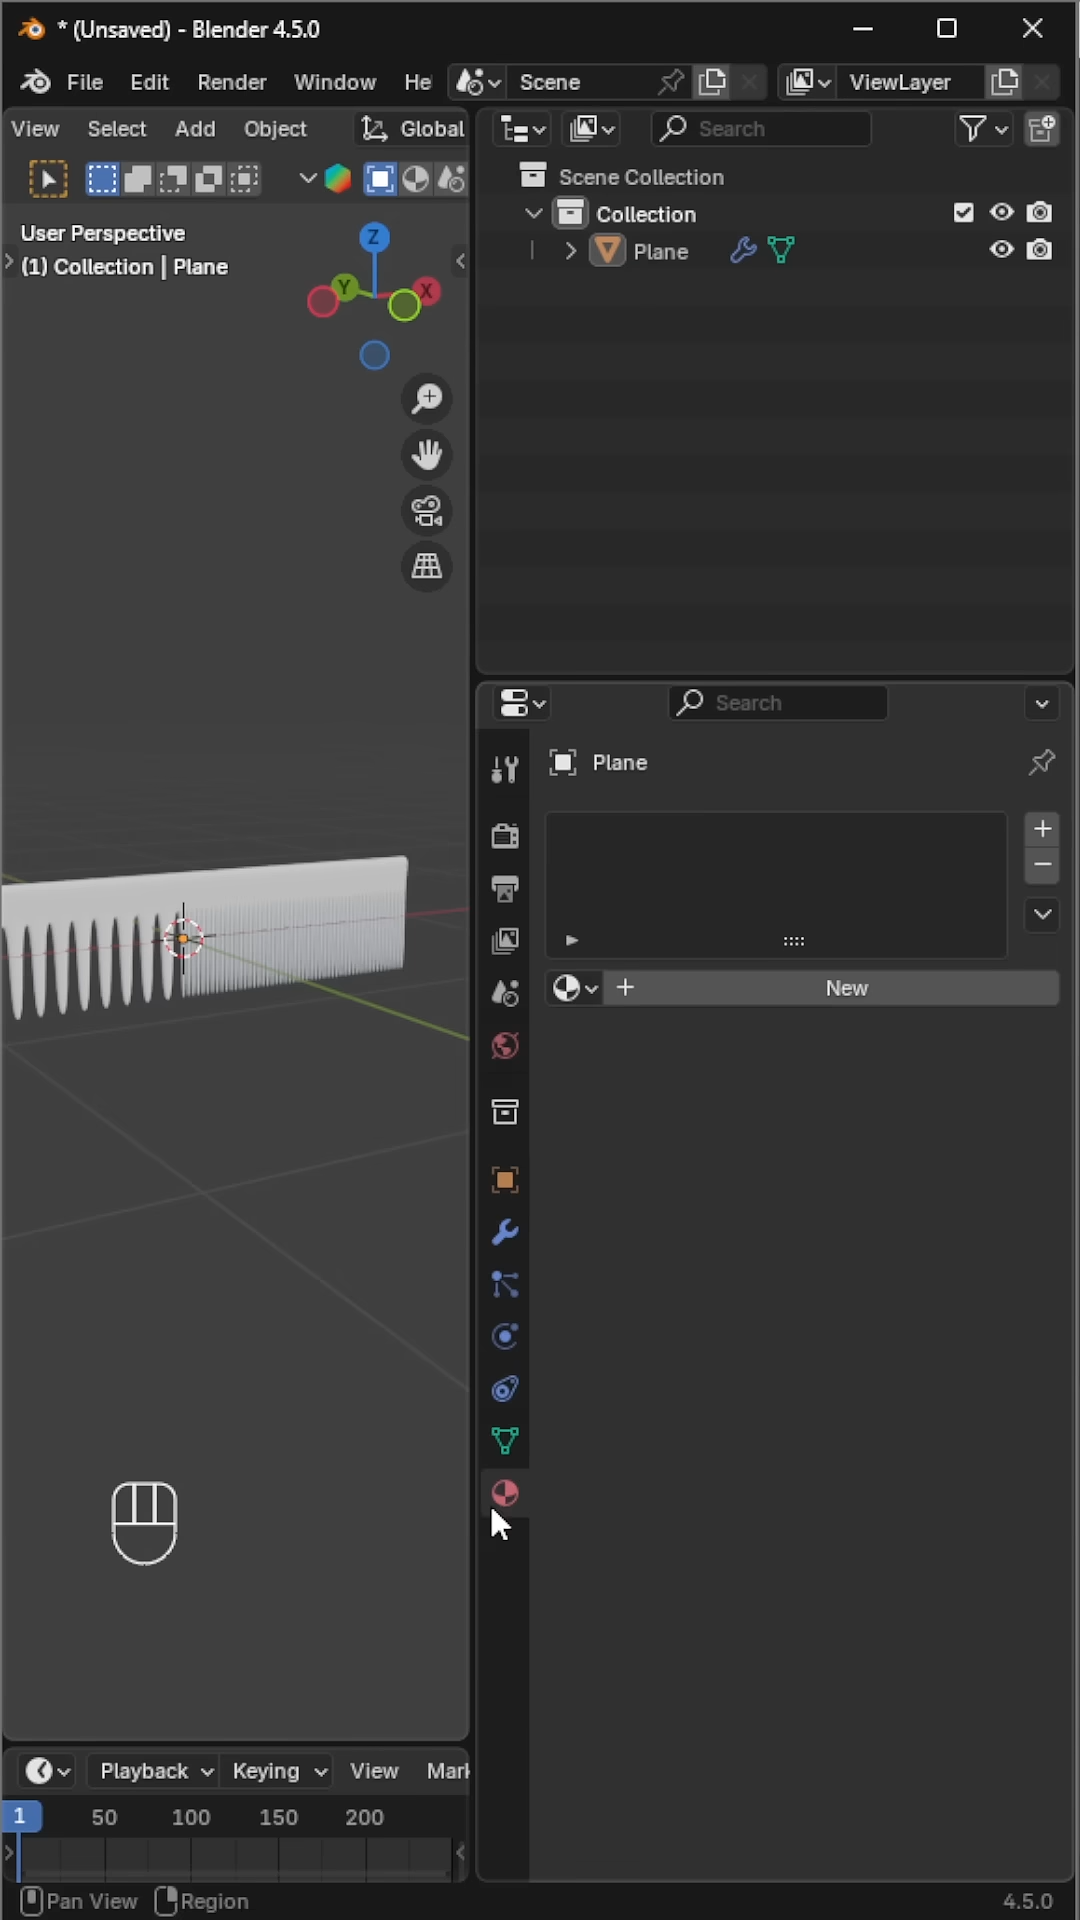 * (Unsaved) - Blender 4.5.0
File Edit Render Window He Scene ViewLayer
View Select Add Object Global
Search
User Perspective
(1) Collection | Plane
Z
Y
X
Scene Collection
Collection
Plane
Search
Plane
New
Playback Keying View Mark
1 50 100 150 200
Pan View Region 4.5.0